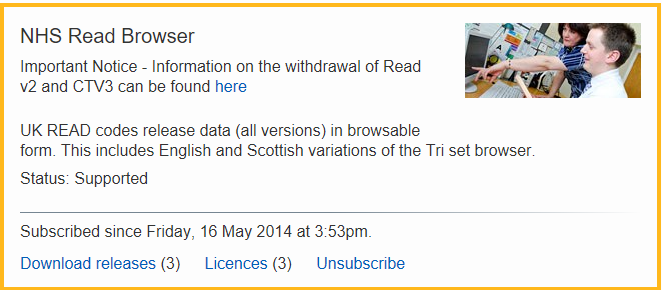 NHS Read Browser
Important Notice - Information on the withdrawal of Read
v2 and CTV3 can be found here
UK READ codes release data (all versions) in browsable
form. This includes English and Scottish variations of the Tri set browser.
Status: Supported
Subscribed since Friday, 16 May 2014 at 3:53pm.
Download releases (3) Licences (3) Unsubscribe